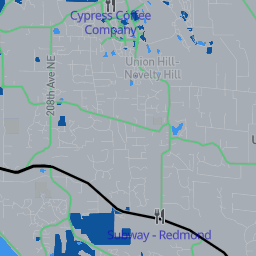 Cypress Coffee
Company
Union Hill-
Novelty Hill
208th Ave NE
U
Subway - Redmond